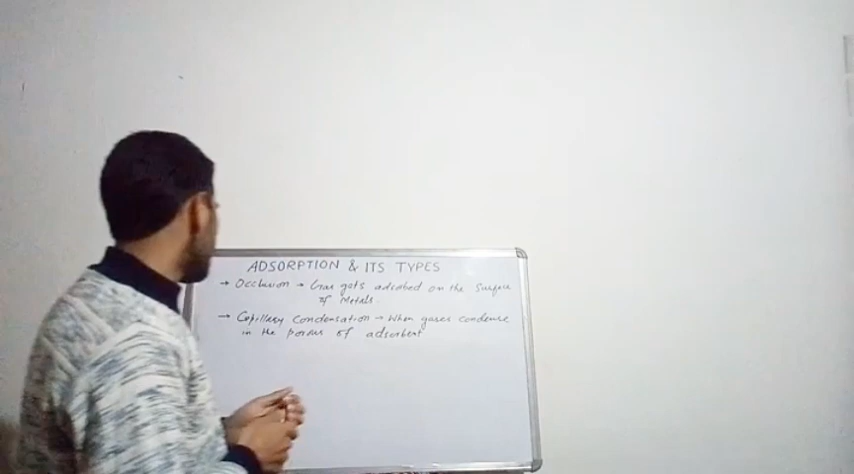 ADSORPTION & ITS TYPES
→ Occlusion → Gas gets adsobed on the surface
of Metals.
→ Capillary Condensation → When gases condense
in the porous of adsorbent